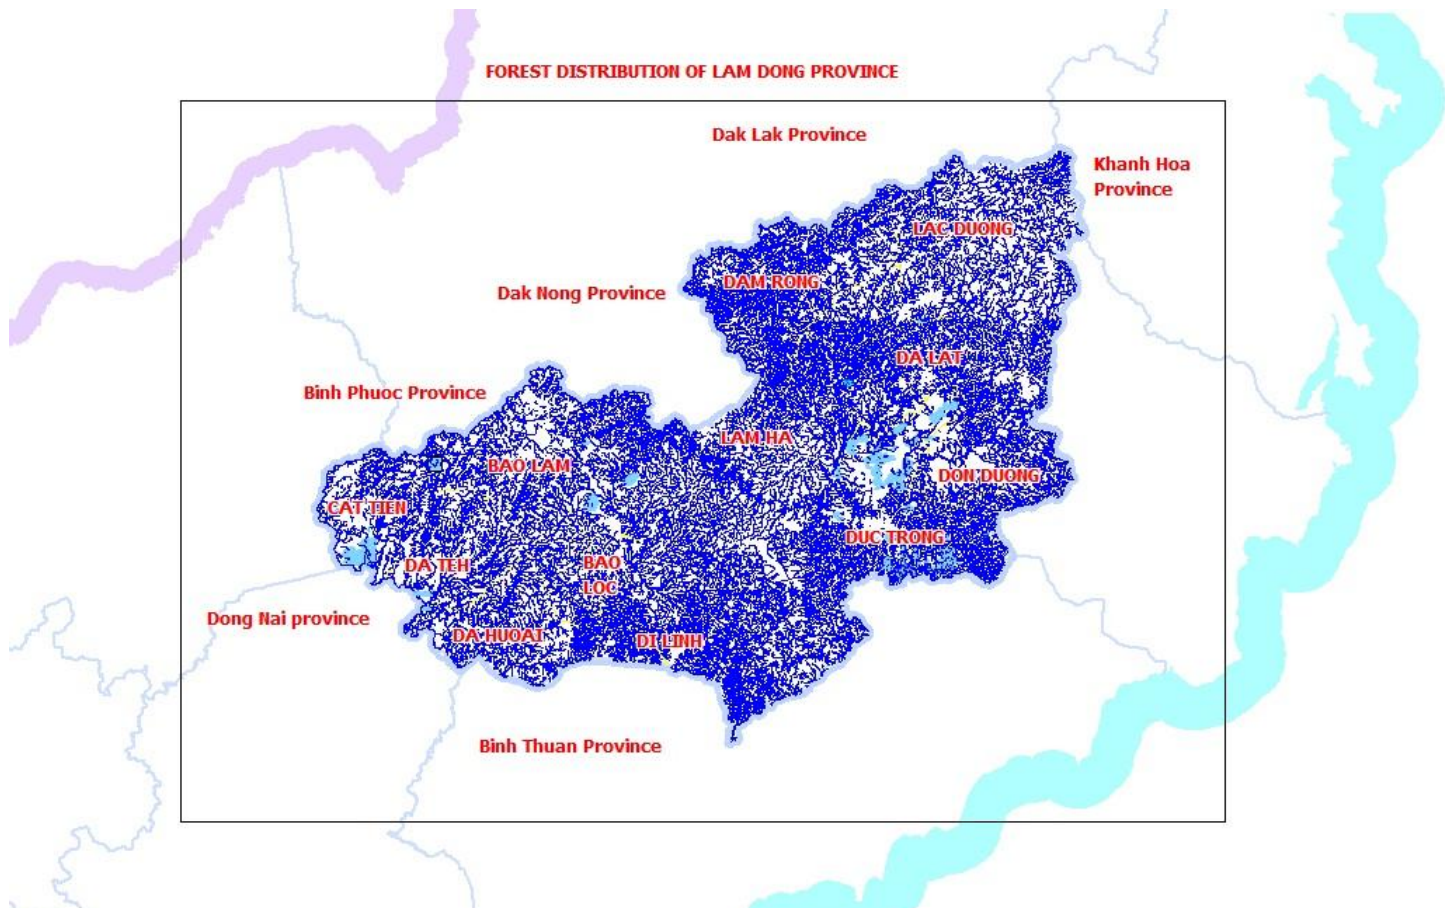 FOREST DISTRIBUTION OF LAM DONG PROVINCE
Dak Lak Province
Khanh Hoa
Province
LAC DUONG
DAM RONG
Dak Nong Province
DA LAT
Binh Phuoc Province
LAM HA
BAO LAM
DON DUONG
CAT TIEN
DUC TRONG
DA TEH
BAO
LOC
Dong Nai province
DA HUOAI
DI LINH
Binh Thuan Province